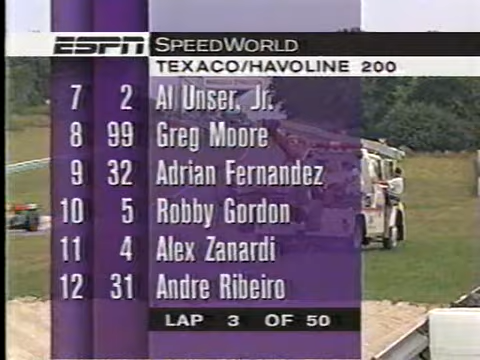 ESPN SPEEDWORLD
TEXACO/HAVOLINE 200
7 2 Al Unser, Jr.
8 99 Greg Moore
9 32 Adrian Fernandez
10 5 Robby Gordon
11 4 Alex Zanardi
12 31 Andre Ribeiro
LAP 3 OF 50